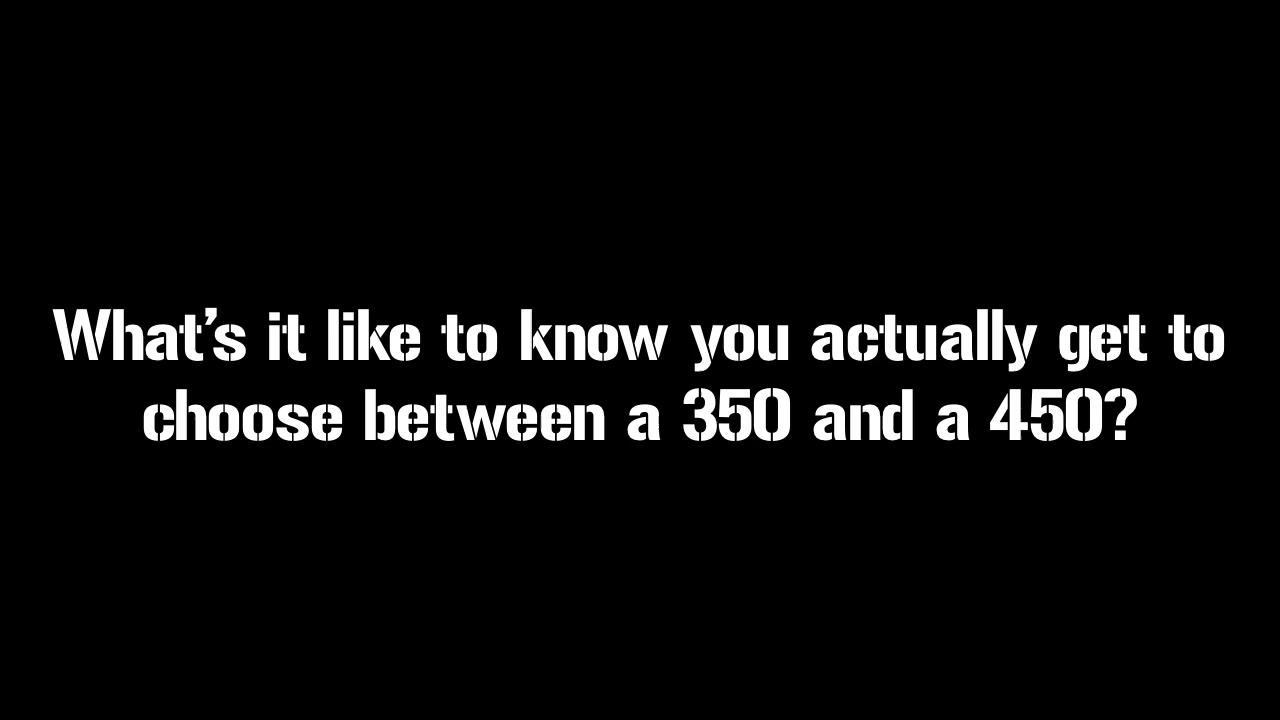 What’s it like to know you actually get to
choose between a 350 and a 450?